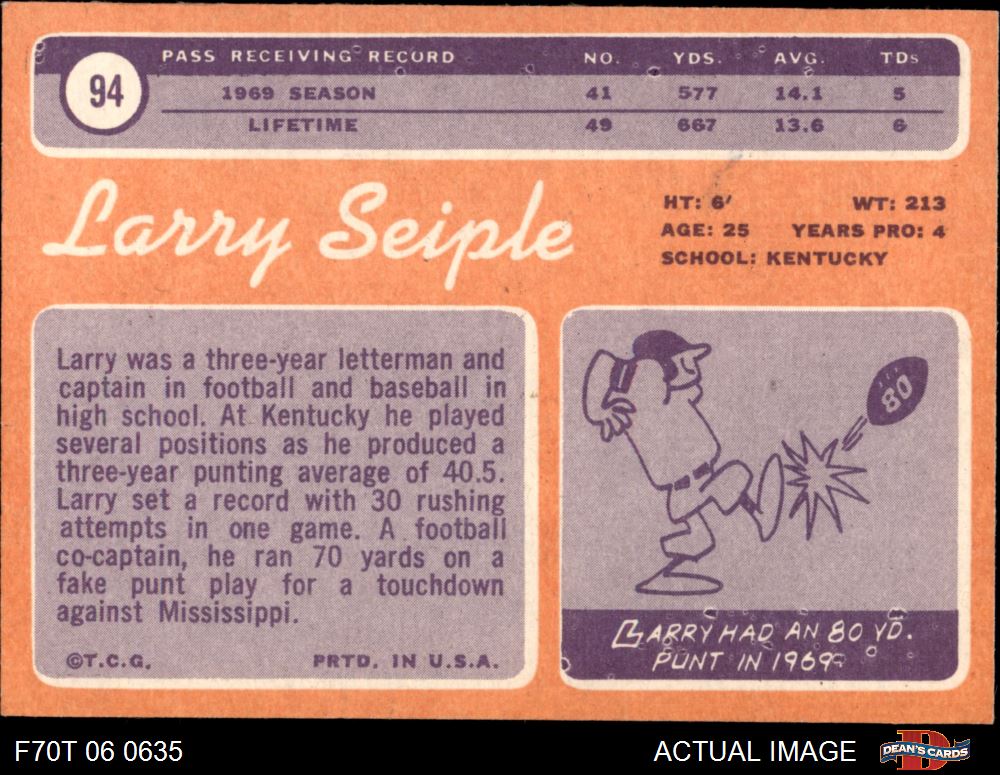 94
PASS RECEIVING RECORD NO. YDS. AVG. TDs
1969 SEASON 41 577 14.1 5
LIFETIME 49 667 13.6 6
Larry Seiple
HT: 6' WT: 213
AGE: 25 YEARS PRO: 4
SCHOOL: KENTUCKY
Larry was a three-year letterman and
captain in football and baseball in
high school. At Kentucky he played
several positions as he produced a
three-year punting average of 40.5.
Larry set a record with 30 rushing
attempts in one game. A football
co-captain, he ran 70 yards on a
fake punt play for a touchdown
against Mississippi.
©T.C.G. PRTD. IN U.S.A.
80
LARRY HAD AN 80 YD.
PUNT IN 1969
F70T 06 0635 ACTUAL IMAGE D DEAN'S CARDS